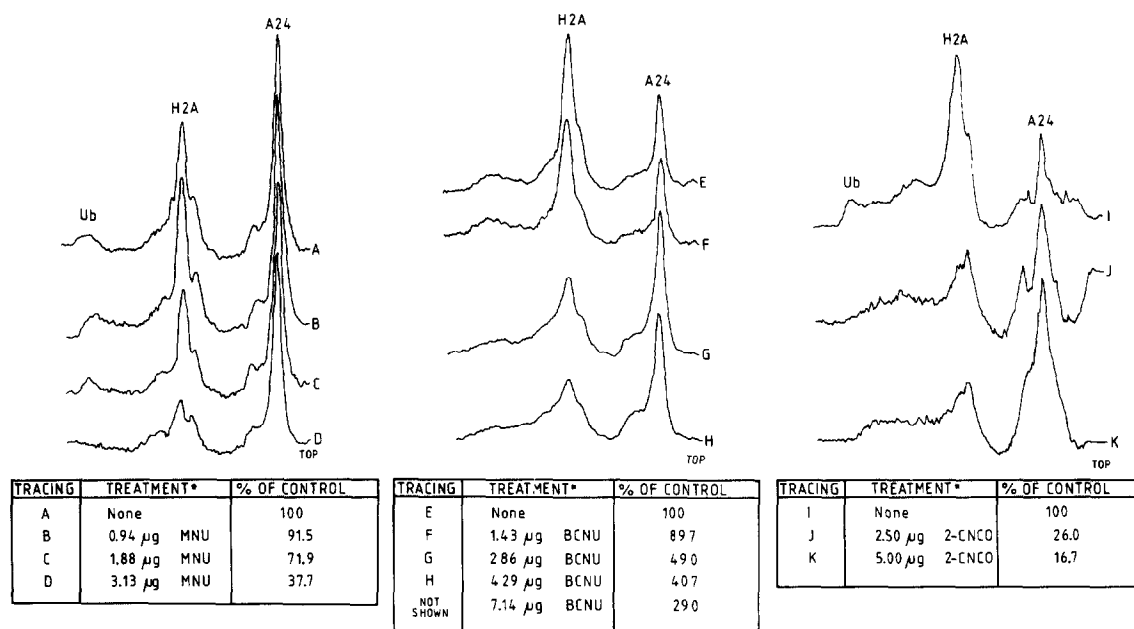 A24
H2A
Ub
A
B
C
D
TOP
H2A
A24
E
F
G
H
TOP
H2A
A24
Ub
I
J
K
TOP
TRACING TREATMENT* % OF CONTROL
A None 100
B 0.94 µg MNU 91.5
C 1.88 µg MNU 71.9
D 3.13 µg MNU 37.7
TRACING TREATMENT* % OF CONTROL
E None 100
F 1.43 µg BCNU 89.7
G 2.86 µg BCNU 49.0
H 4.29 µg BCNU 40.7
NOT SHOWN 7.14 µg BCNU 29.0
TRACING TREATMENT* % OF CONTROL
I None 100
J 2.50 µg 2-CNCO 26.0
K 5.00 µg 2-CNCO 16.7